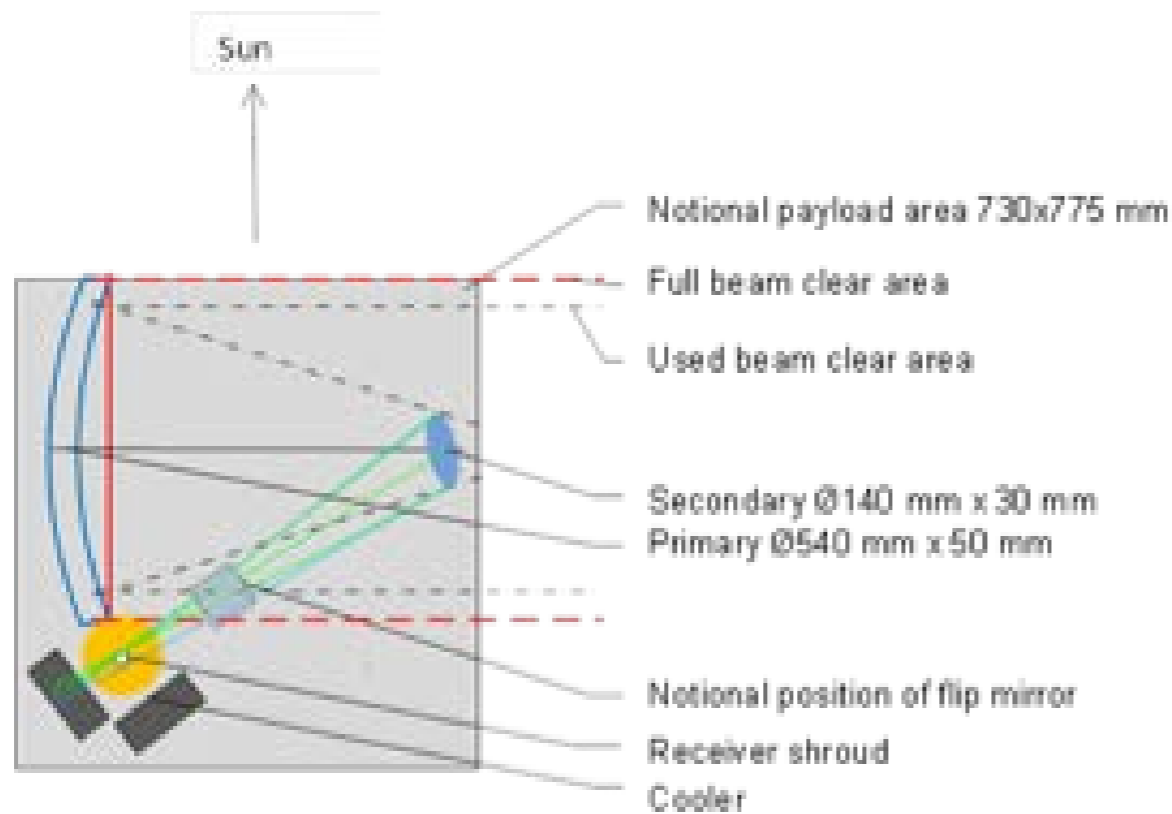 Sun
Notional payload area 730x775 mm
Full beam clear area
Used beam clear area
Secondary Ø140 mm x 30 mm
Primary Ø540 mm x 50 mm
Notional position of flip mirror
Receiver shroud
Cooler